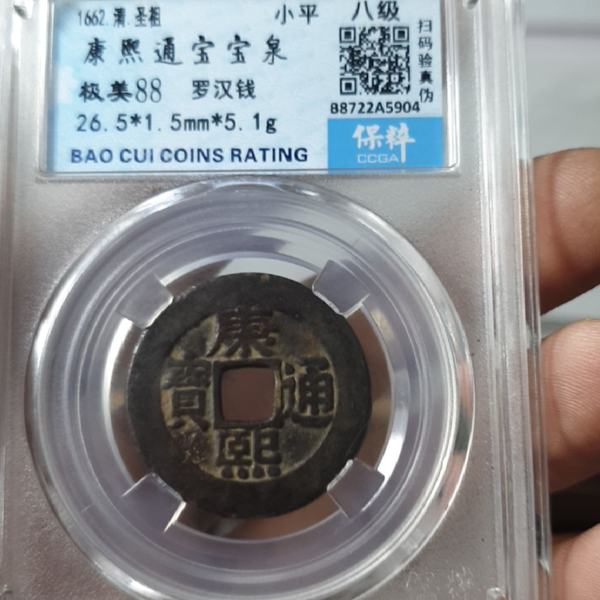 1662.清.圣祖 小平 八级
康熙通宝宝泉
极美88 罗汉钱
26.5*1.5mm*5.1g
BAO CUI COINS RATING
扫码验真伪
B8722A5904
保粹
CCGA
康熙通寳